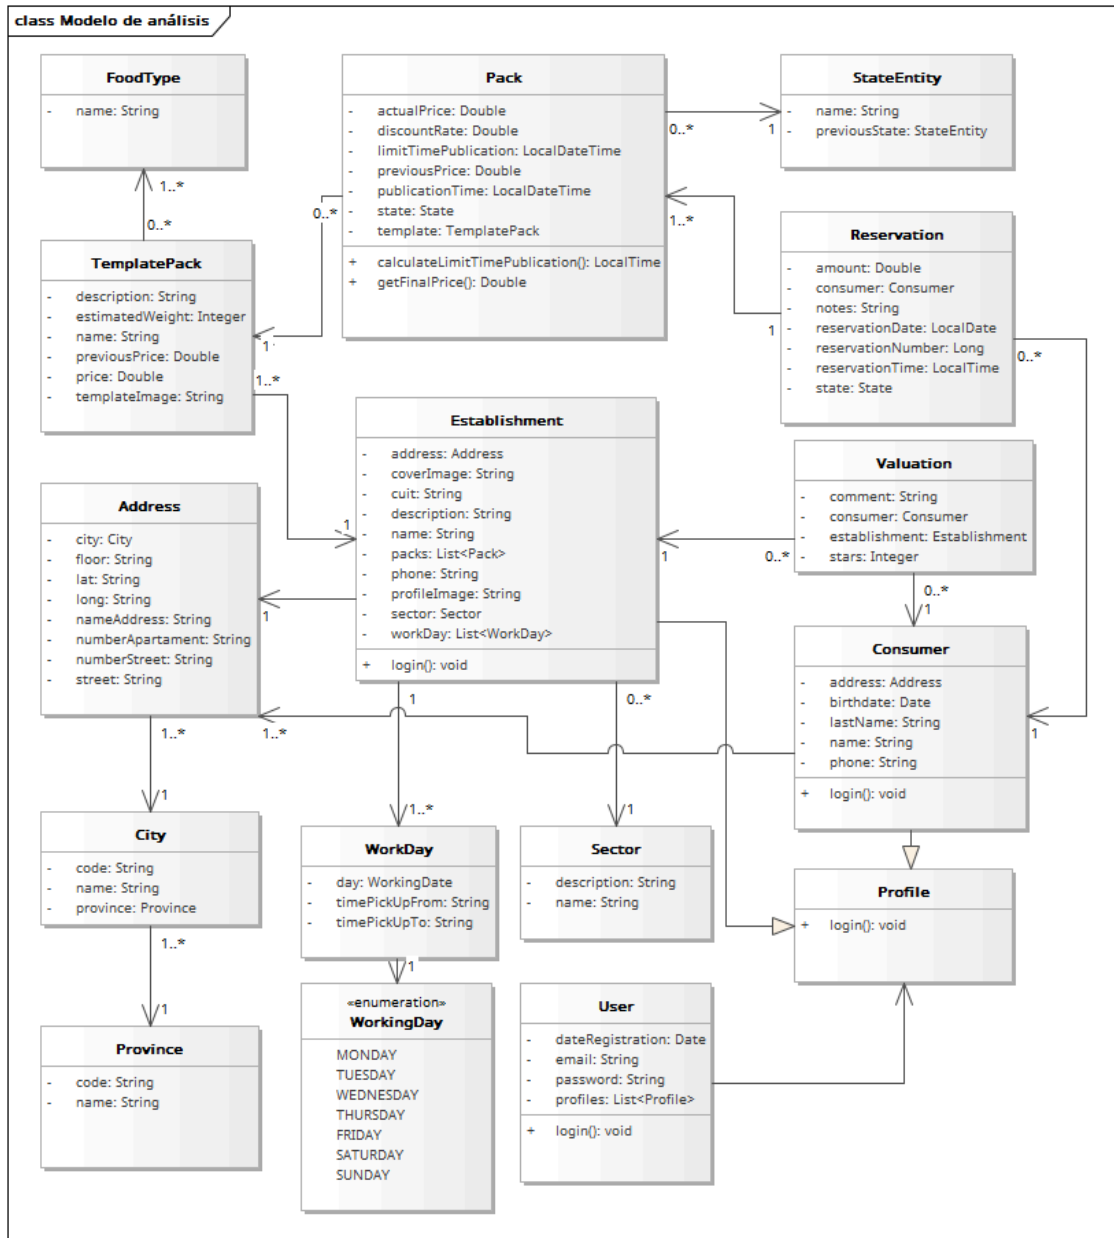 class Modelo de análisis
FoodType
- name: String
1..*
0..*
Pack
- actualPrice: Double
- discountRate: Double
- limitTimePublication: LocalDateTime
- previousPrice: Double
- publicationTime: LocalDateTime
- state: State
- template: TemplatePack
+ calculateLimitTimePublication(): LocalTime
+ getFinalPrice(): Double
0..*
1
StateEntity
- name: String
- previousState: StateEntity
0..*
1
1..*
1
Reservation
- amount: Double
- consumer: Consumer
- notes: String
- reservationDate: LocalDate
- reservationNumber: Long
- reservationTime: LocalTime
- state: State
0..*
1
TemplatePack
- description: String
- estimatedWeight: Integer
- name: String
- previousPrice: Double
- price: Double
- templateImage: String
1..*
1
Establishment
- address: Address
- coverImage: String
- cuit: String
- description: String
- name: String
- packs: List<Pack>
- phone: String
- profileImage: String
- sector: Sector
- workDay: List<WorkDay>
+ login(): void
1
0..*
Valuation
- comment: String
- consumer: Consumer
- establishment: Establishment
- stars: Integer
0..*
1
Address
- city: City
- floor: String
- lat: String
- long: String
- nameAddress: String
- numberApartament: String
- numberStreet: String
- street: String
1
1..*
1..*
1
Consumer
- address: Address
- birthdate: Date
- lastName: String
- name: String
- phone: String
+ login(): void
1
1..*
0..*
1
City
- code: String
- name: String
- province: Province
1..*
1
WorkDay
- day: WorkingDate
- timePickUpFrom: String
- timePickUpTo: String
1
Sector
- description: String
- name: String
Profile
+ login(): void
Province
- code: String
- name: String
«enumeration»
WorkingDay
MONDAY
TUESDAY
WEDNESDAY
THURSDAY
FRIDAY
SATURDAY
SUNDAY
User
- dateRegistration: Date
- email: String
- password: String
- profiles: List<Profile>
+ login(): void